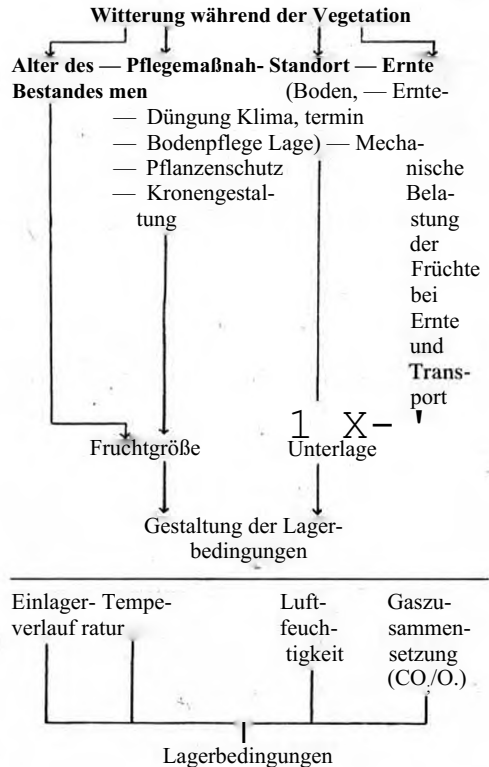 Witterung während der Vegetation
Alter des — Pflegemaßnah- Standort — Ernte
Bestandes men (Boden, — Ernte-
— Düngung Klima, termin
— Bodenpflege Lage) — Mecha-
— Pflanzenschutz nische
— Kronengestal- Bela-
tung stung
der
Früchte
bei
Ernte
und
Trans-
port
1 X- '
Fruchtgröße Unterlage
Gestaltung der Lager-
bedingungen
Einlager- Tempe- Luft- Gaszu-
verlauf ratur feuch- sammen-
tigkeit setzung
(CO,/O.)
Lagerbedingungen